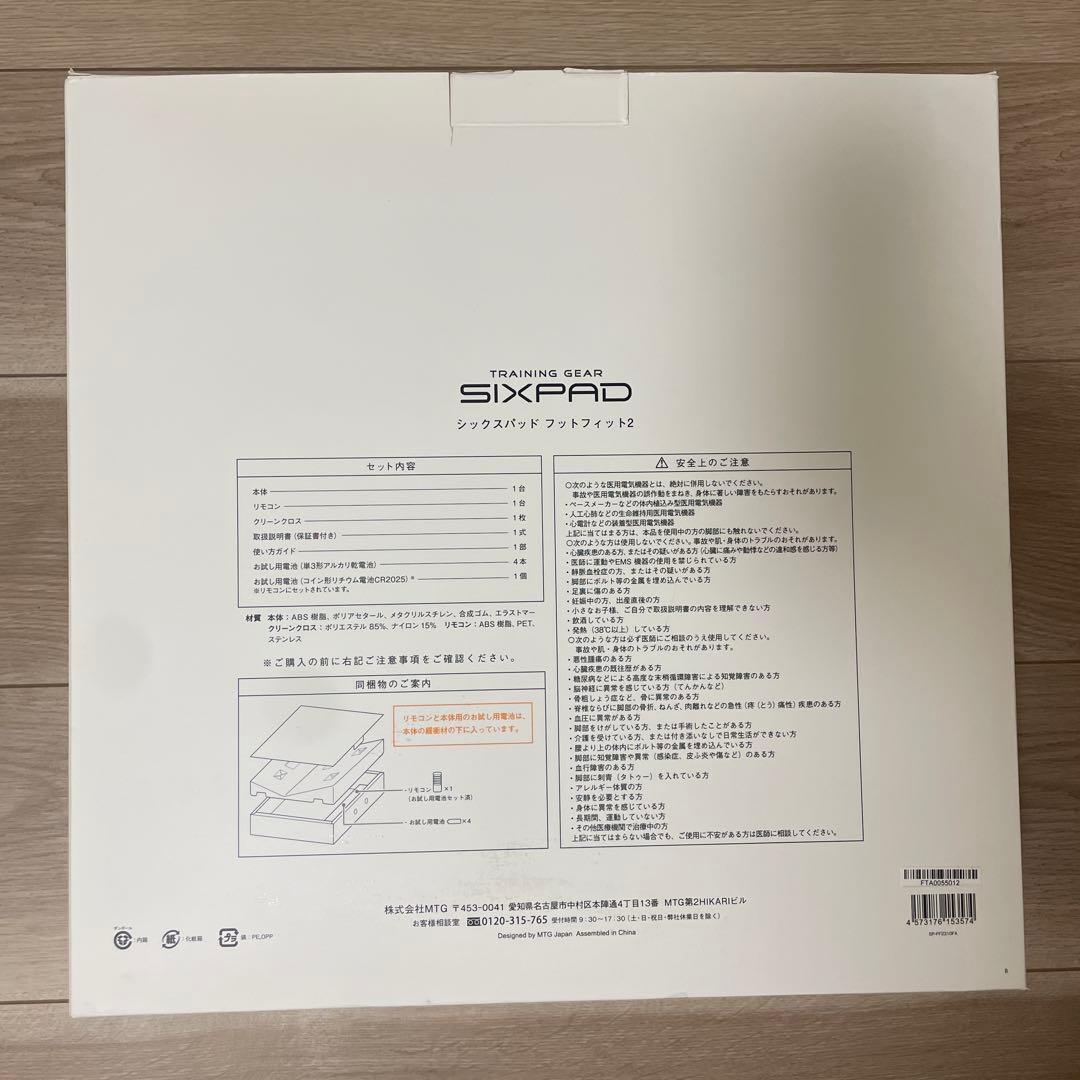 TRAINING GEAR
SIXPAD
シックスパッド フットフィット2
セット内容
本体 1台
リモコン 1台
クリーンクロス 1枚
取扱説明書(保証書付き) 1式
使い方ガイド 1部
お試し用電池(単3形アルカリ乾電池) 4本
お試し用電池(コイン形リチウム電池CR2025)※ 1個
※リモコンにセットされています。
材質 本体:ABS 樹脂、ポリアセタール、メタクリルスチレン、合成ゴム、エラストマー
クリーンクロス:ポリエステル 85%、ナイロン 15% リモコン:ABS 樹脂、PET、
ステンレス
※ご購入の前に右記ご注意事項をご確認ください。
同梱物のご案内
リモコンと本体用のお試し用電池は、
本体の緩衝材の下に入っています。
リモコン ×1
(お試し用電池セット済)
お試し用電池 ×4
⚠ 安全上のご注意
○次のような医用電気機器とは、絶対に併用しないでください。
事故や医用電気機器の誤作動をまねき、身体に著しい障害をもたらすおそれがあります。
・ペースメーカーなどの体内植込み型医用電気機器
・人工心肺などの生命維持用医用電気機器
・心電計などの装着型医用電気機器
上記に当てはまる方は、本品を使用中の方の脚部にも触れないでください。
○次のような方は使用しないでください。事故や肌・身体のトラブルのおそれがあります。
・心臓疾患のある方、またはその疑いがある方(心臓に痛みや動悸などの違和感を感じる方等)
・医師に運動やEMS 機器の使用を禁じられている方
・静脈血栓症の方、またはその疑いがある方
・脚部にボルト等の金属を埋め込んでいる方
・足裏に傷のある方
・妊娠中の方、出産直後の方
・小さなお子様、ご自分で取扱説明書の内容を理解できない方
・飲酒している方
・発熱(38℃以上)している方
○次のような方は必ず医師にご相談のうえ使用してください。
事故や肌・身体のトラブルのおそれがあります。
・悪性腫瘍のある方
・心臓疾患の既往歴がある方
・糖尿病などによる高度な末梢循環障害による知覚障害のある方
・脳神経に異常を感じている方(てんかんなど)
・骨粗しょう症など、骨に異常のある方
・脊椎ならびに脚部の骨折、ねんざ、肉離れなどの急性(疼(とう)痛性)疾患のある方
・血圧に異常がある方
・脚部をけがしている方、または手術したことがある方
・介護を受けている方、または付き添いなしで日常生活ができない方
・腰より上の体内にボルト等の金属を埋め込んでいる方
・脚部に知覚障害や異常(感染症、皮ふ炎や傷など)のある方
・血行障害のある方
・脚部に刺青(タトゥー)を入れている方
・アレルギー体質の方
・安静を必要とする方
・身体に異常を感じている方
・長期間、運動していない方
・その他医療機関で治療中の方
上記に当てはまらない場合でも、ご使用に不安がある方は医師に相談してください。
FTA0055012
4 573176 153574
SP-FF2310FA
株式会社MTG 〒453-0041 愛知県名古屋市中村区本陣通4丁目13番 MTG第2HIKARIビル
お客様相談室 0120-315-765 受付時間 9:30〜17:30(土・日・祝日・弊社休業日を除く)
Designed by MTG Japan Assembled in China
ダンボール :内箱 紙 :化粧箱 プラ 袋:PE,OPP
B